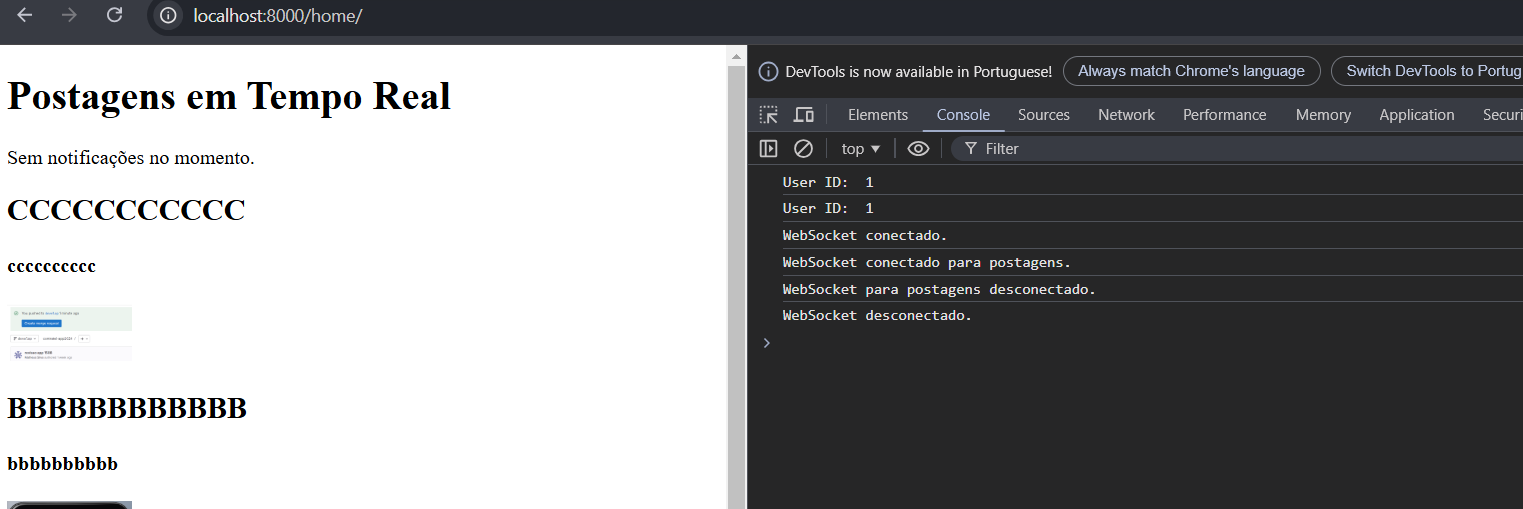 localhost:8000/home/
Postagens em Tempo Real
Sem notificações no momento.
CCCCCCCCCCC
cccccccccc
BBBBBBBBBBBB
bbbbbbbbbb
DevTools is now available in Portuguese! Always match Chrome's language Switch DevTools to Portug
Elements Console Sources Network Performance Memory Application Securi
top Filter
User ID: 1
User ID: 1
WebSocket conectado.
WebSocket conectado para postagens.
WebSocket para postagens desconectado.
WebSocket desconectado.